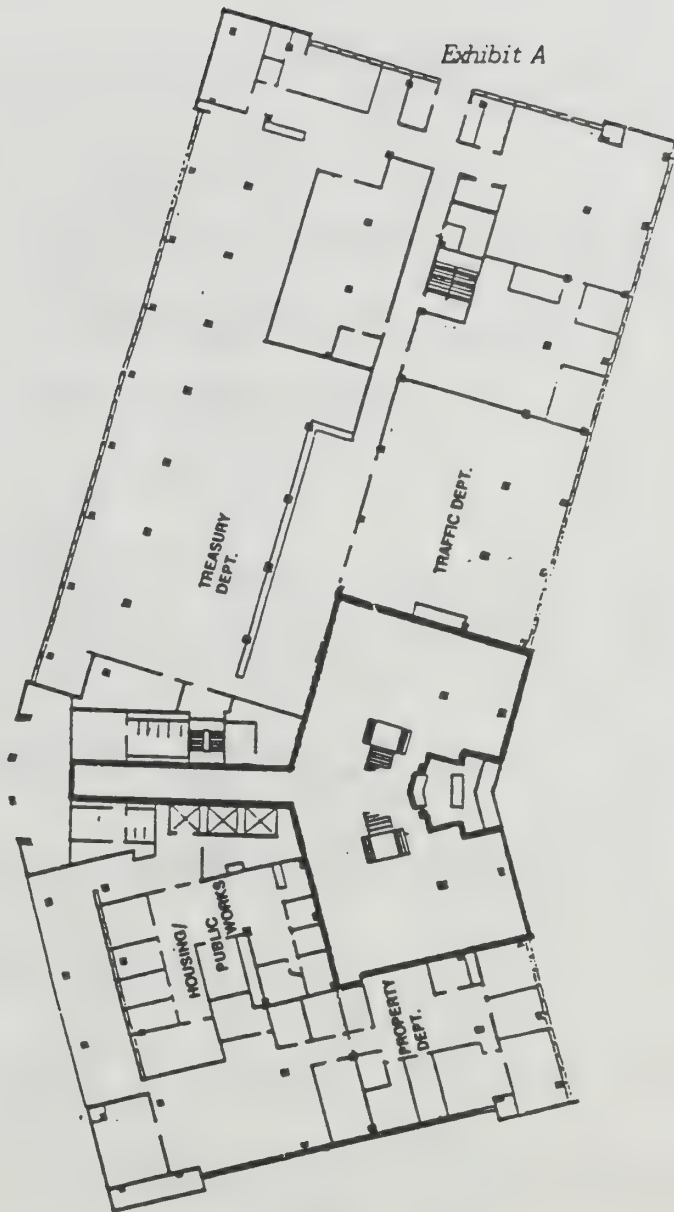 Exhibit A
TREASURY
DEPT.
TRAFFIC DEPT.
HOUSING/
PUBLIC
WORKS
PROPERTY
DEPT.